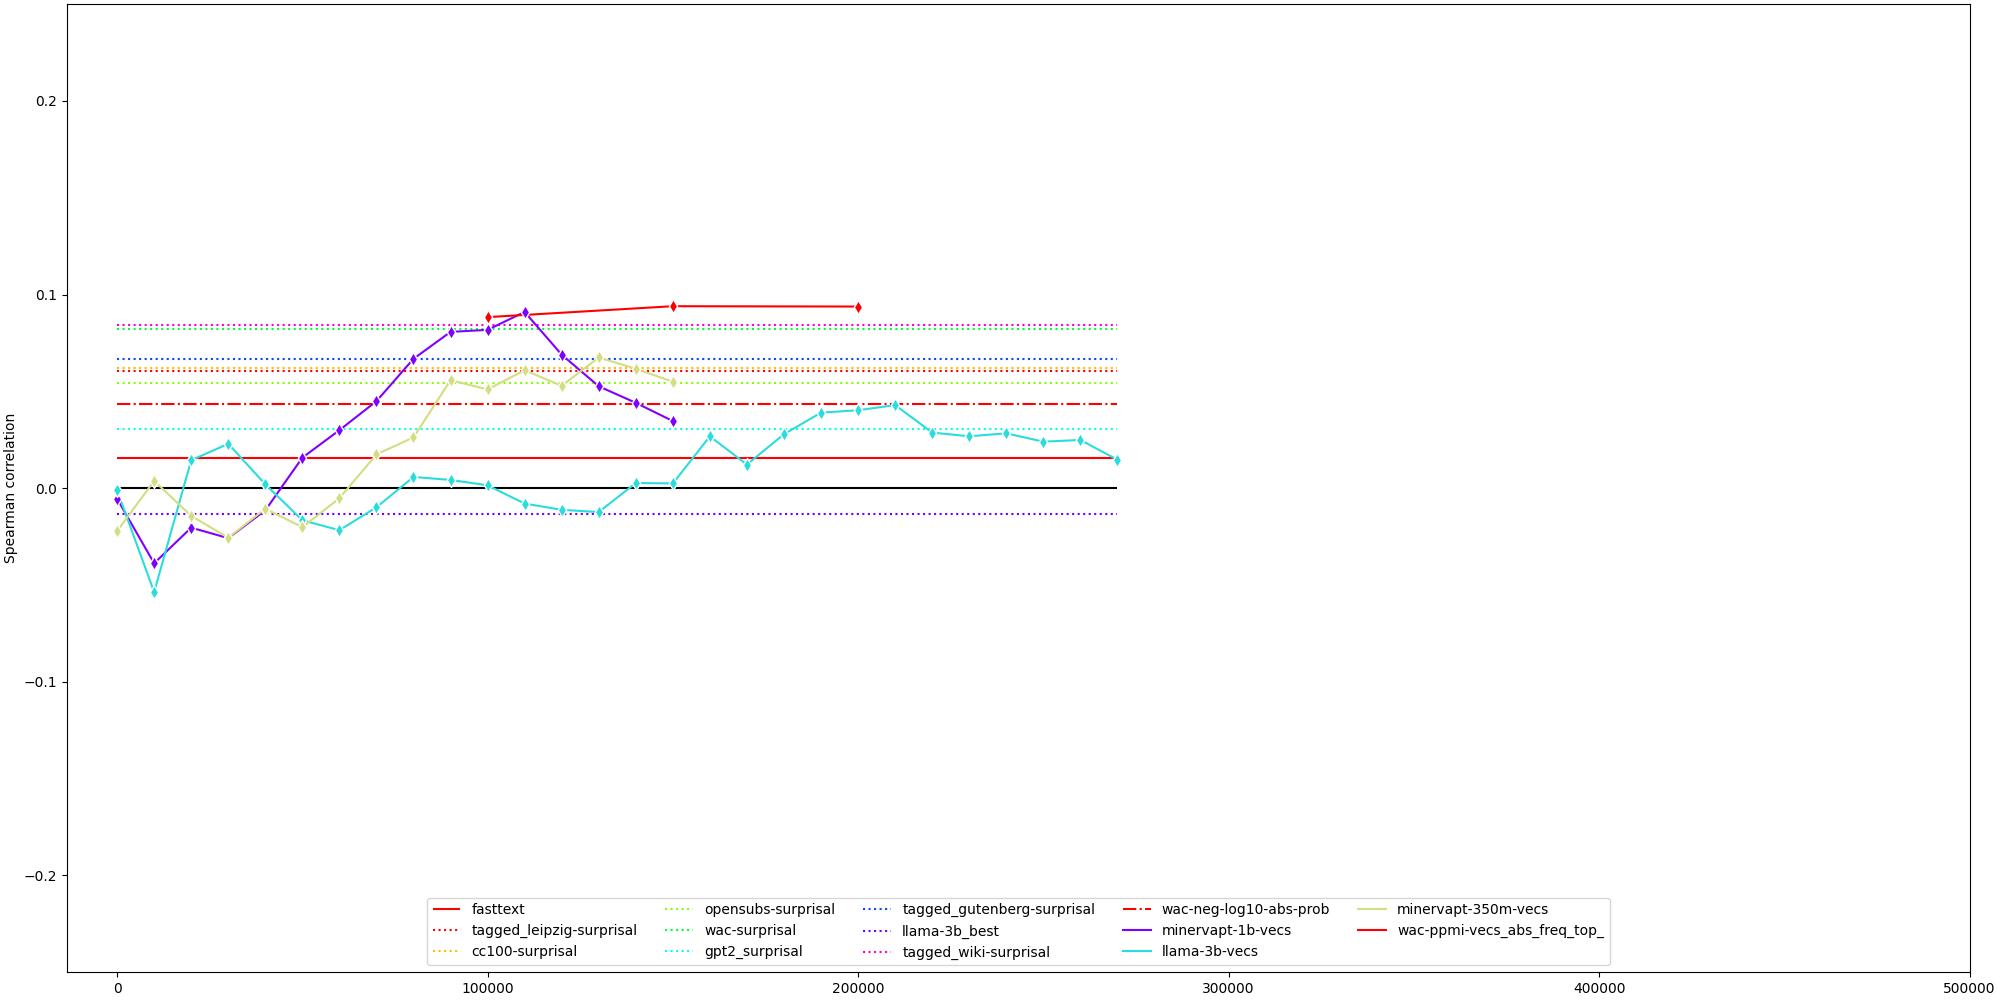 0.2
0.1
0.0
−0.1
−0.2
Spearman correlation
fasttext
tagged_leipzig-surprisal
cc100-surprisal
opensubs-surprisal
wac-surprisal
gpt2_surprisal
tagged_gutenberg-surprisal
llama-3b_best
tagged_wiki-surprisal
wac-neg-log10-abs-prob
minervapt-1b-vecs
llama-3b-vecs
minervapt-350m-vecs
wac-ppmi-vecs_abs_freq_top_
0 100000 200000 300000 400000 500000